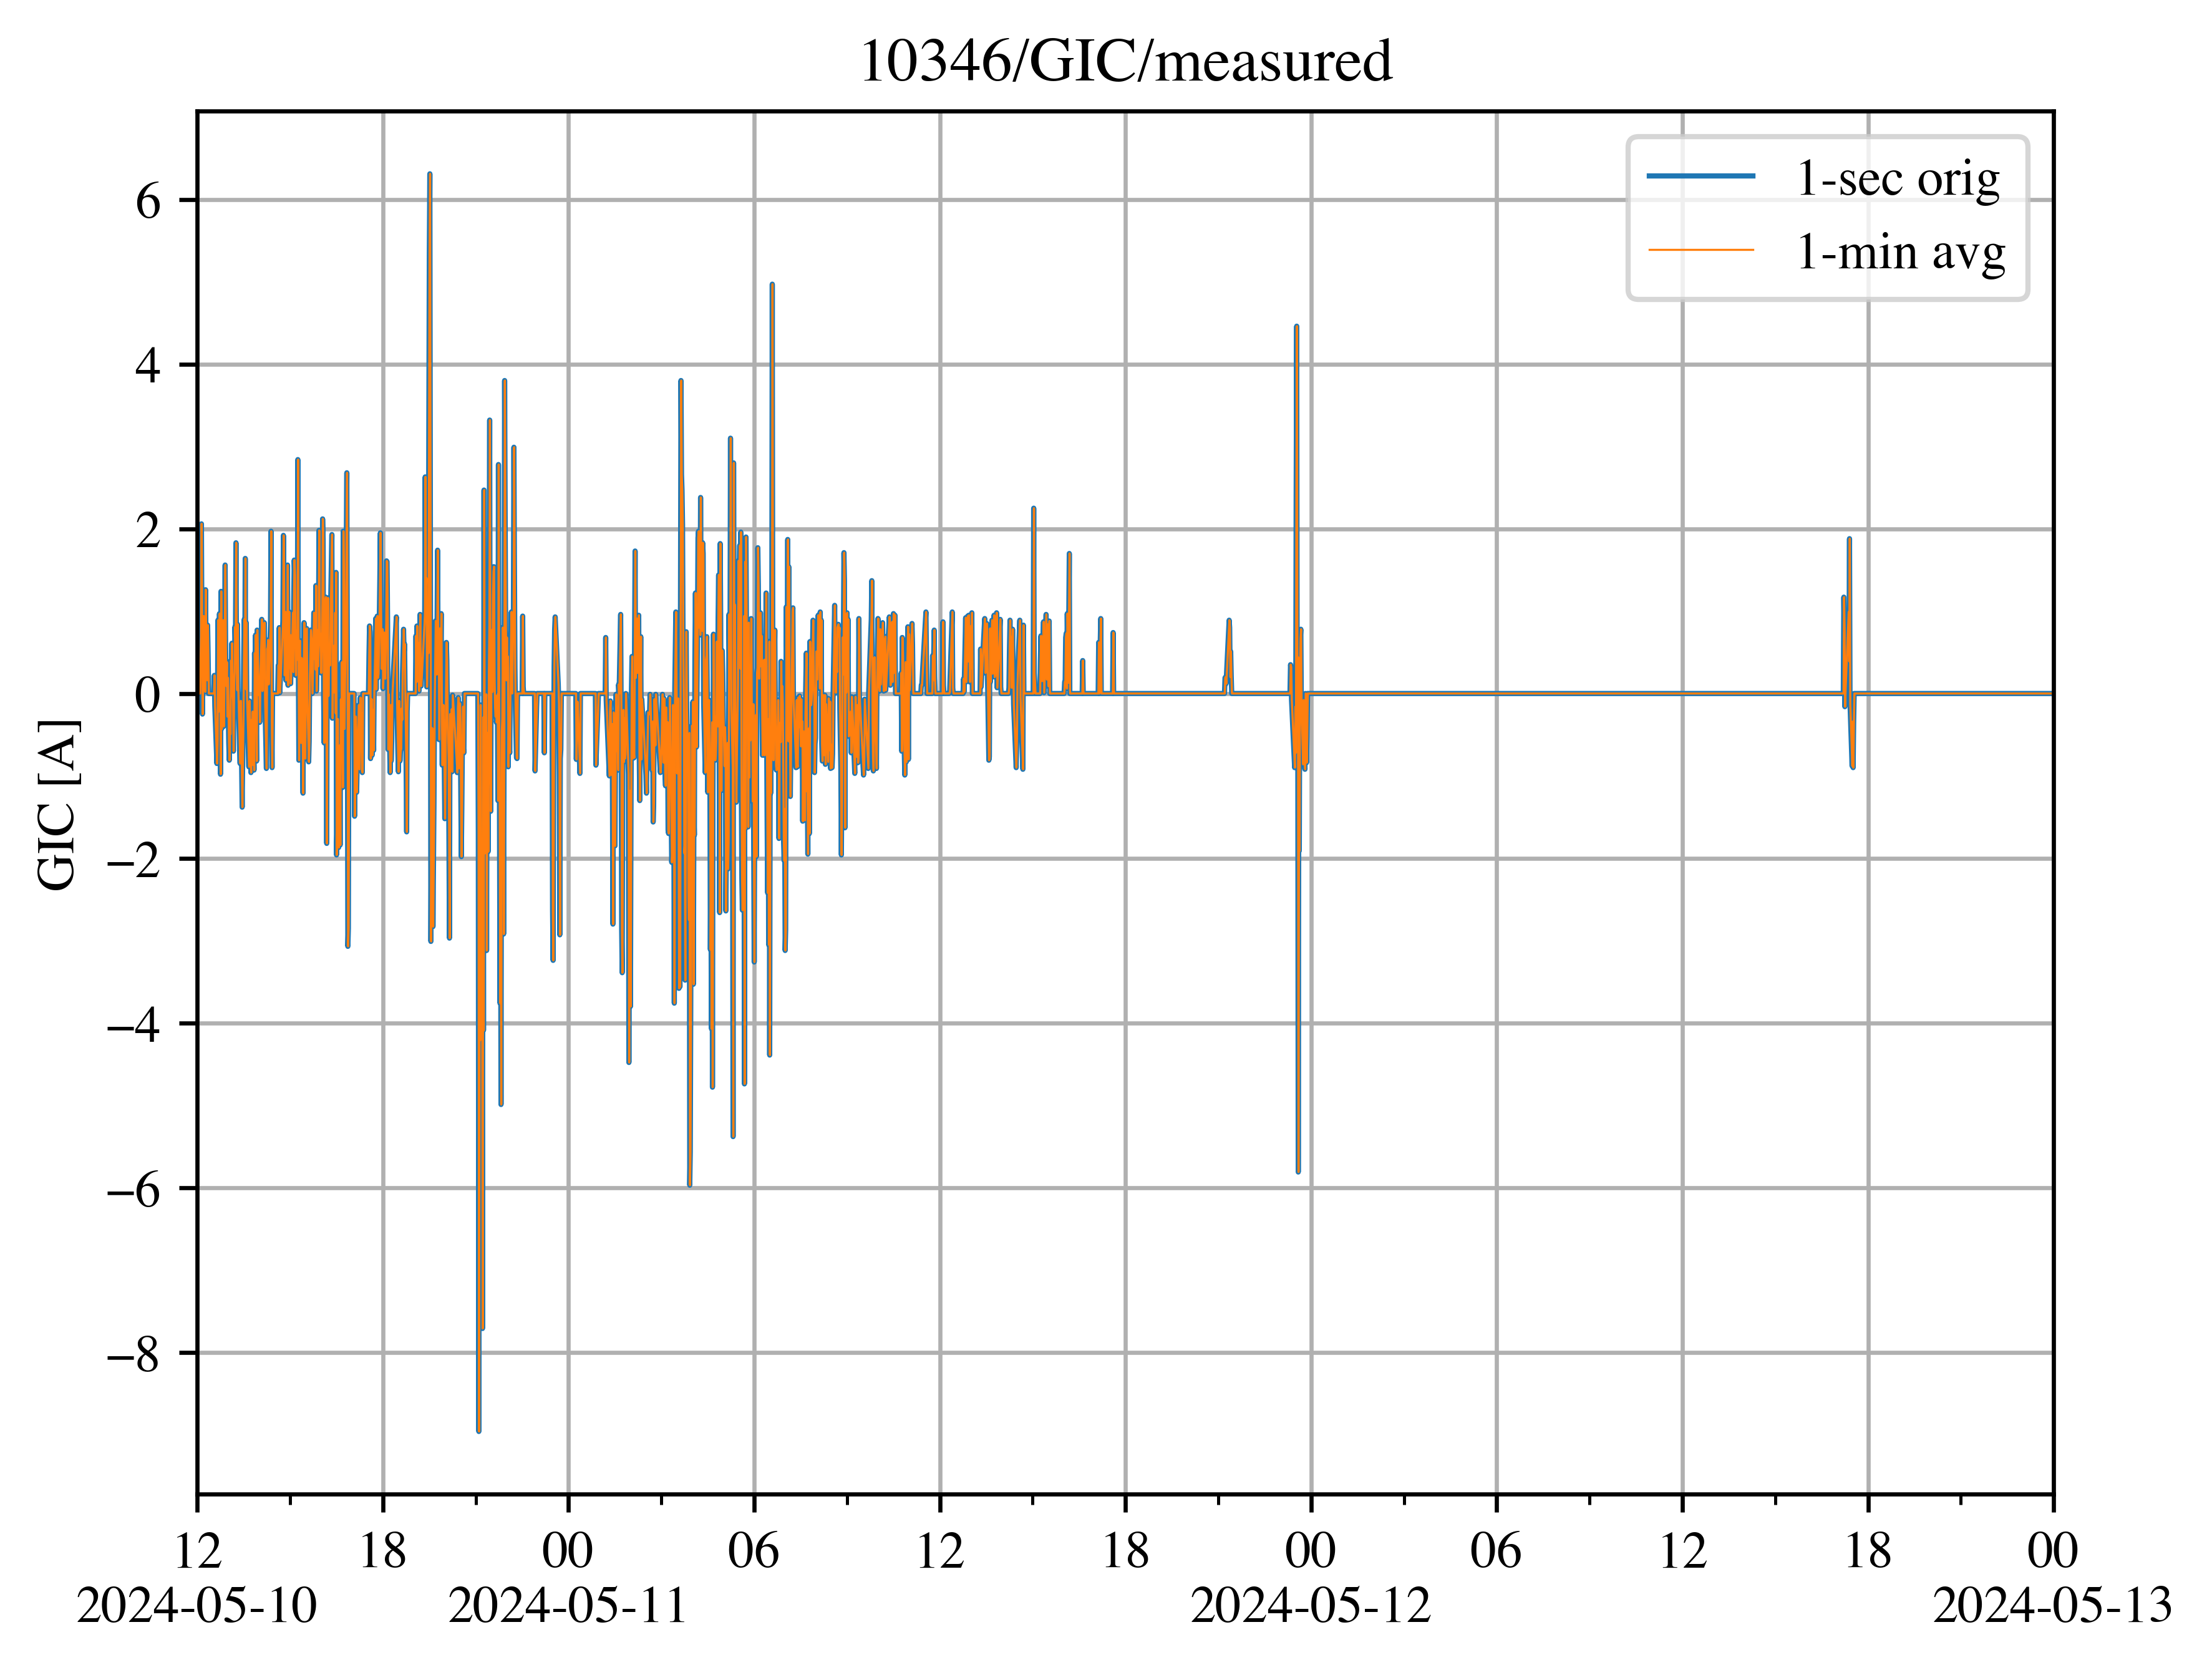 10346/GIC/measured
1-sec orig
1-min avg
6
4
2
0
−2
−4
−6
−8
GIC [A]
12 18 00 06 12 18 00 06 12 18 00
2024-05-10 2024-05-11 2024-05-12 2024-05-13